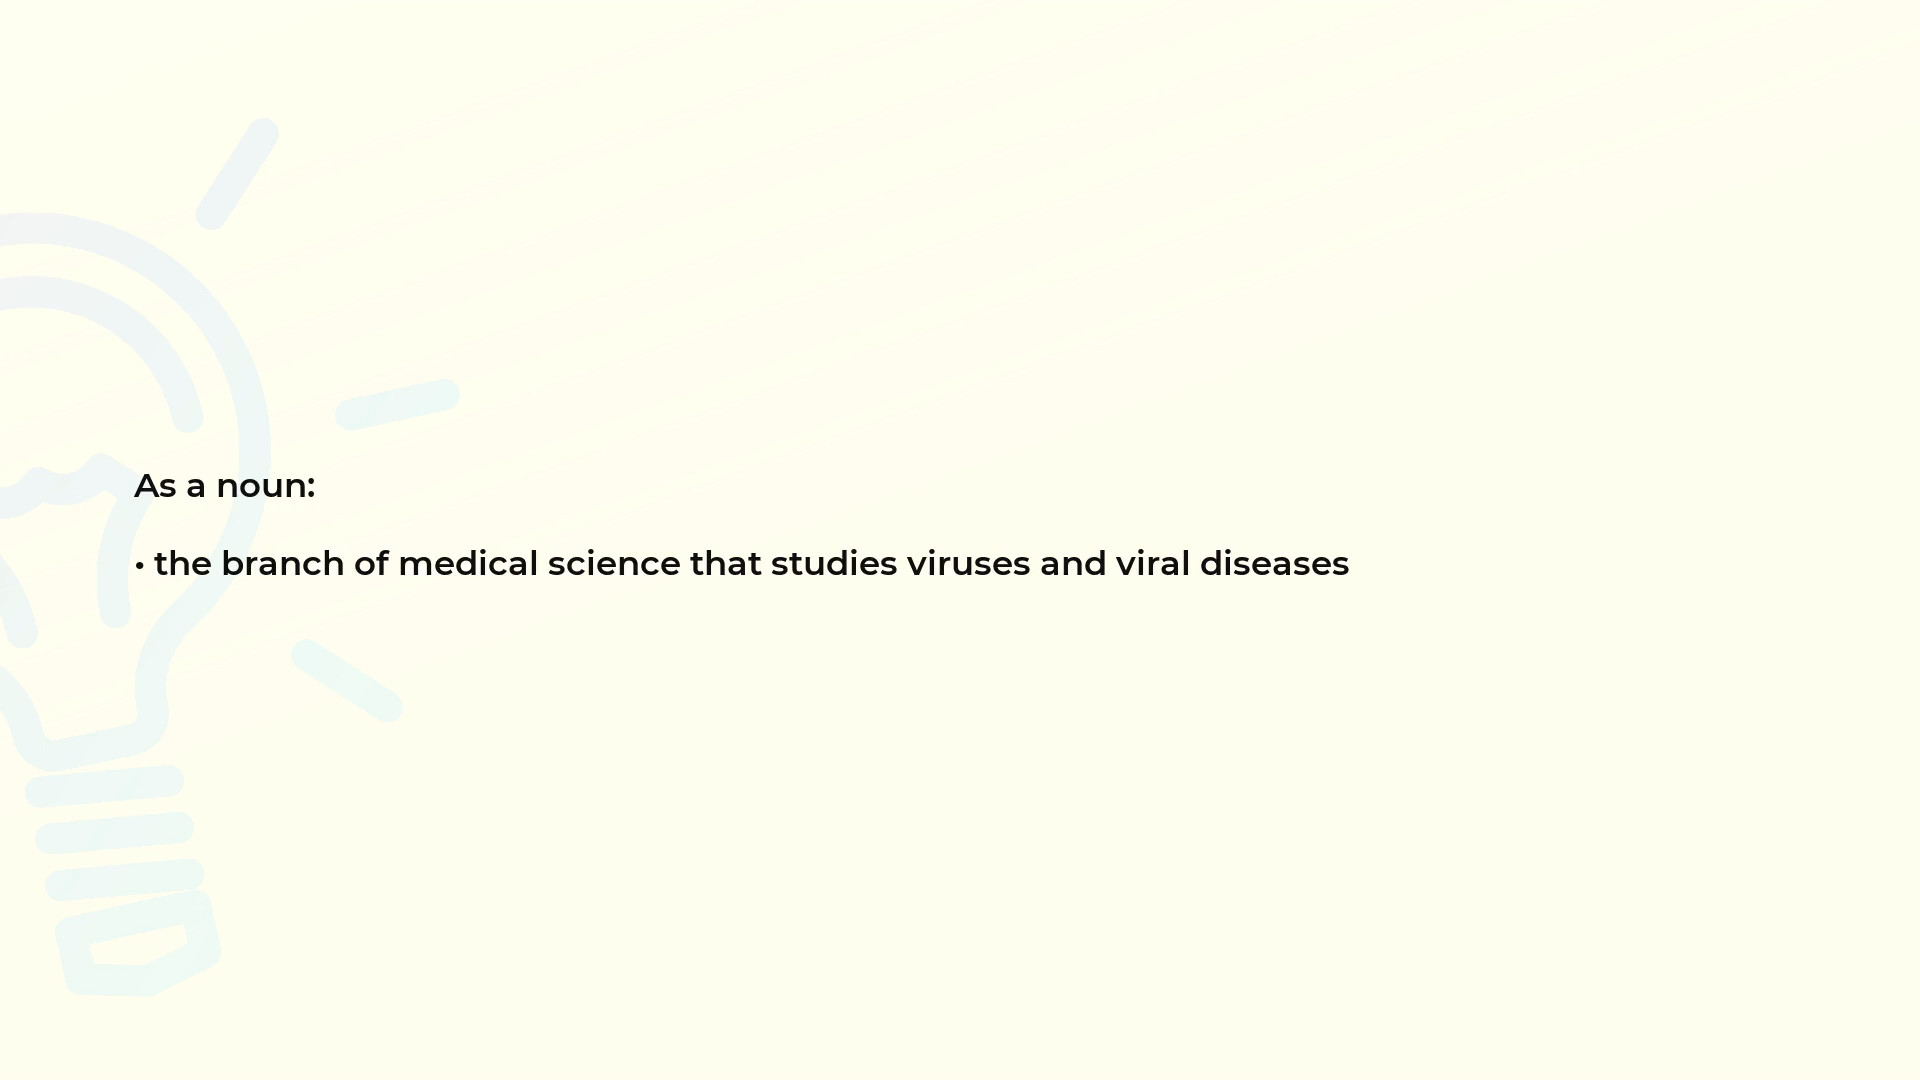 As a noun:
• the branch of medical science that studies viruses and viral diseases